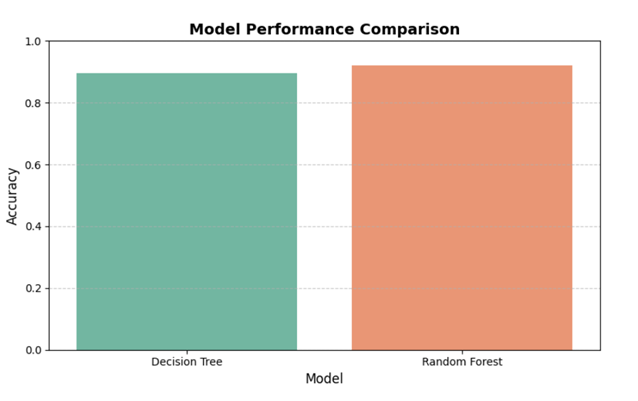 Model Performance Comparison
1.0
0.8
0.6
0.4
0.2
0.0
Accuracy
Decision Tree
Random Forest
Model